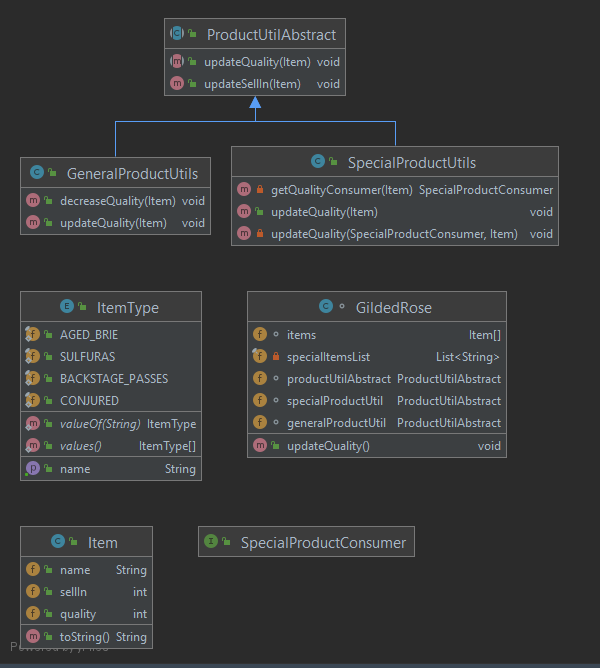 ProductUtilAbstract
updateQuality(Item) void
updateSellIn(Item) void
GeneralProductUtils
decreaseQuality(Item) void
updateQuality(Item) void
SpecialProductUtils
getQualityConsumer(Item) SpecialProductConsumer
updateQuality(Item) void
updateQuality(SpecialProductConsumer, Item) void
ItemType
AGED_BRIE
SULFURAS
BACKSTAGE_PASSES
CONJURED
valueOf(String) ItemType
values() ItemType[]
name String
GildedRose
items Item[]
specialItemsList List<String>
productUtilAbstract ProductUtilAbstract
specialProductUtil ProductUtilAbstract
generalProductUtil ProductUtilAbstract
updateQuality() void
Item
name String
sellIn int
quality int
toString() String
SpecialProductConsumer
Powered by yFiles